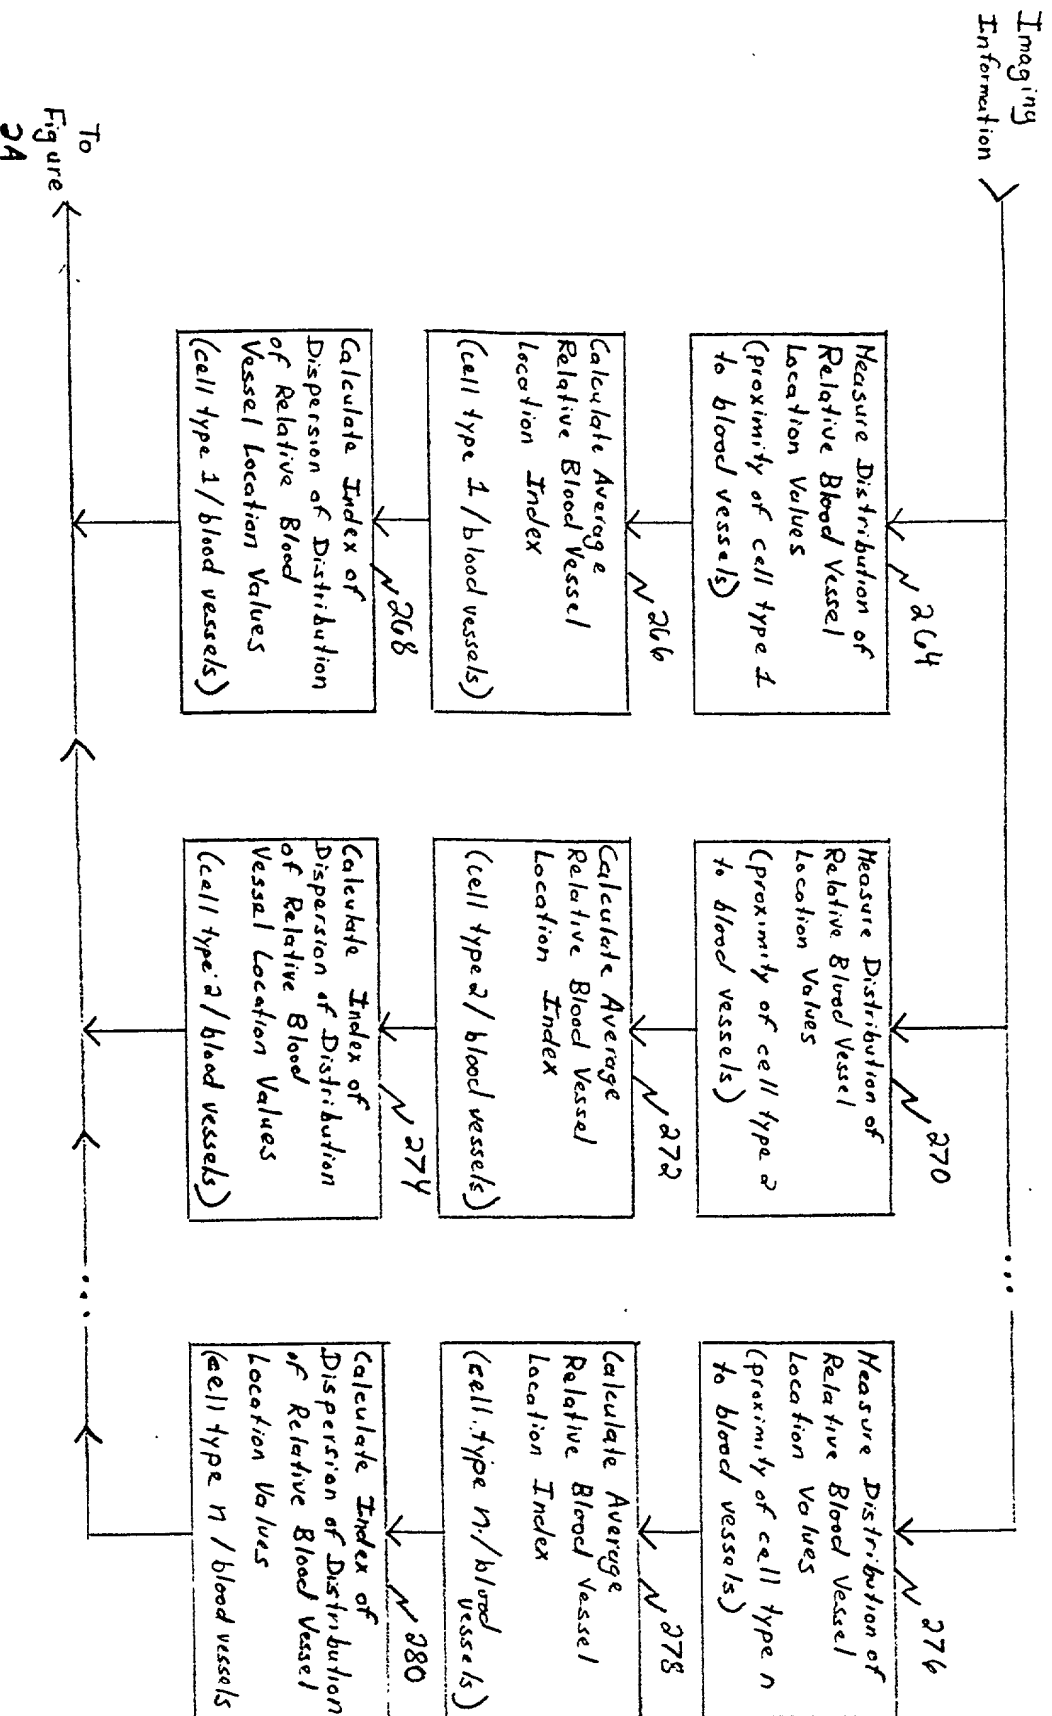 Imaging
Information
264
Measure Distribution of
Relative Blood Vessel
Location Values
(proximity of cell type 1
to blood vessels)
266
Calculate Average
Relative Blood Vessel
Location Index
(cell type 1/blood vessels)
268
Calculate Index of
Dispersion of Distribution
of Relative Blood
Vessel Location Values
(cell type 1/blood vessels)
270
Measure Distribution of
Relative Blood Vessel
Location Values
(proximity of cell type 2
to blood vessels)
272
Calculate Average
Relative Blood Vessel
Location Index
(cell type 2/blood vessels)
274
Calculate Index of
Dispersion of Distribution
of Relative Blood
Vessel Location Values
(cell type 2/blood vessels)
...
276
Measure Distribution of
Relative Blood Vessel
Location Values
(proximity of cell type n
to blood vessels)
278
Calculate Average
Relative Blood Vessel
Location Index
(cell type n/blood
vessels)
280
Calculate Index of
Dispersion of Distribution
of Relative Blood Vessel
Location Values
(cell type n/blood vessels
...
To
Figure
2A